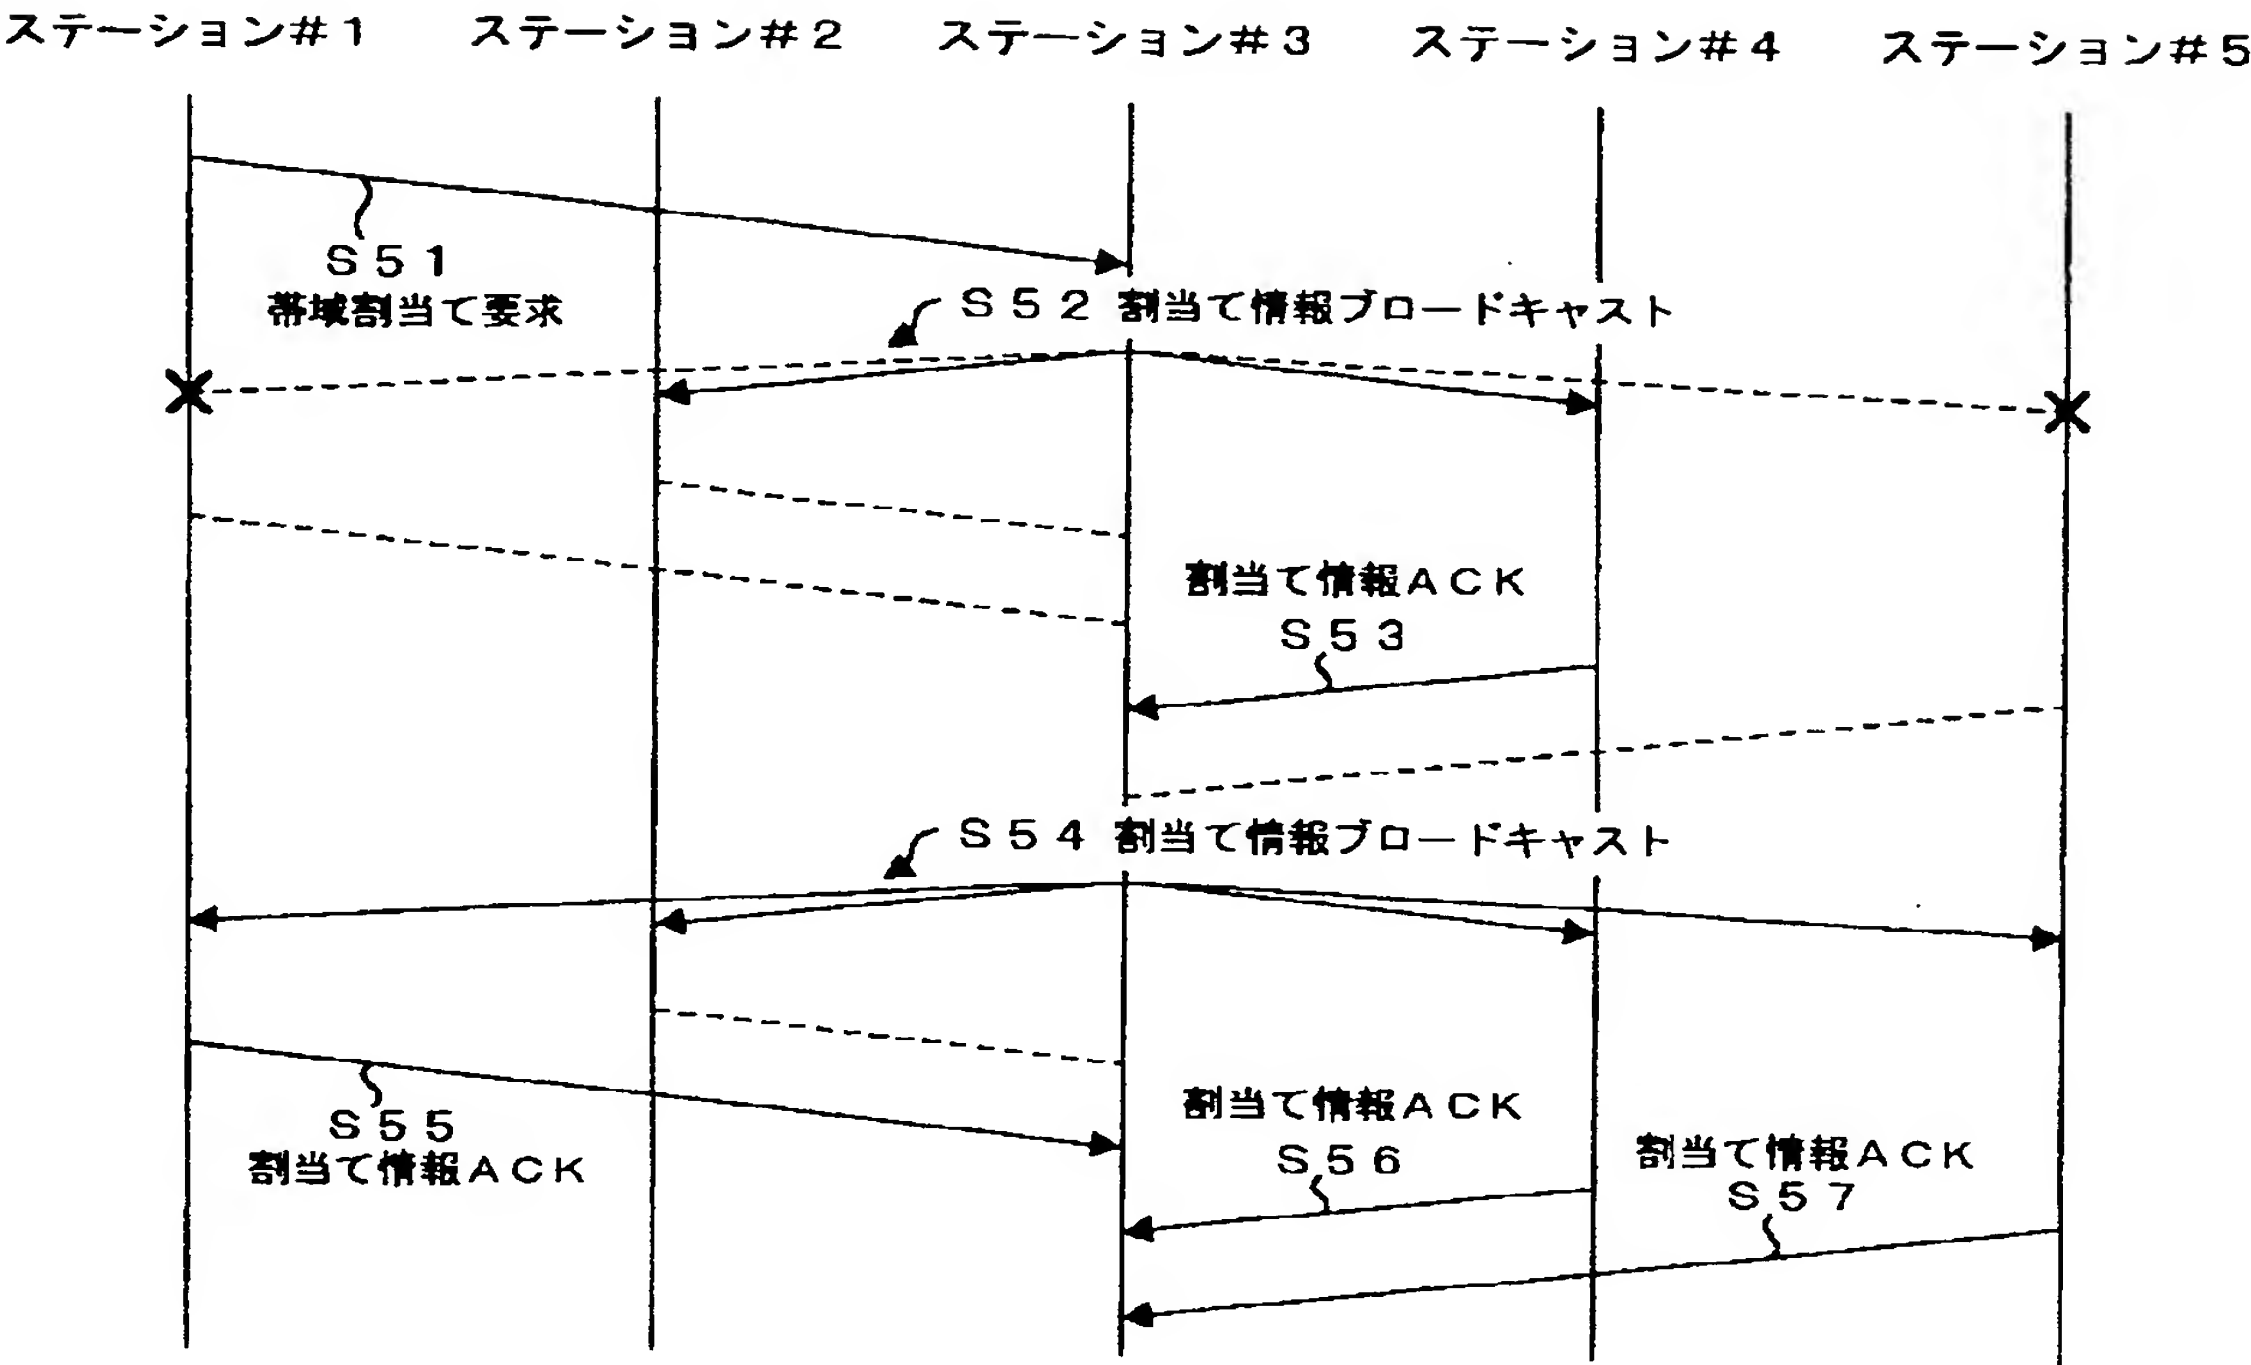 ステーション#1 ステーション#2 ステーション#3 ステーション#4 ステーション#5
S51
帯域割当て要求
S52 割当て情報ブロードキャスト
割当て情報ACK
S53
S54 割当て情報ブロードキャスト
S55
割当て情報ACK
割当て情報ACK
S56
割当て情報ACK
S57